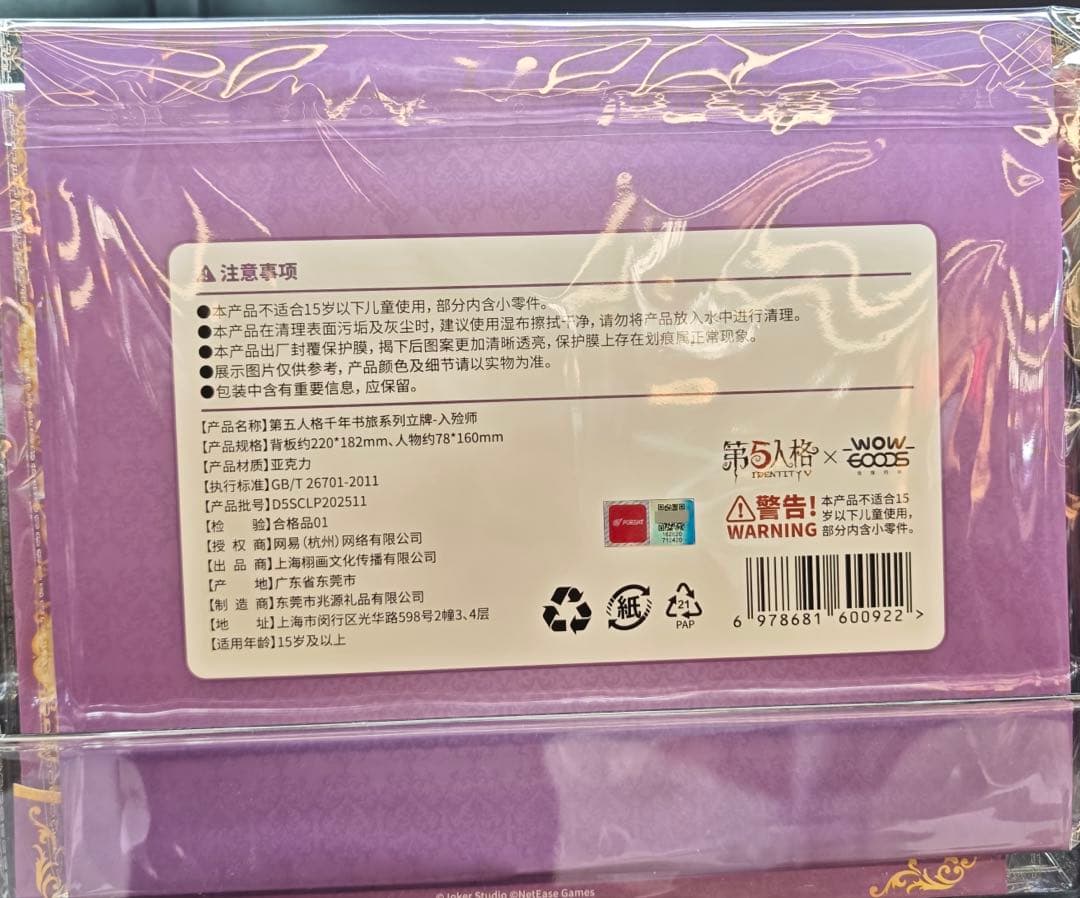 注意事项
●本产品不适合15岁以下儿童使用，部分内含小零件。
●本产品在清理表面污垢及灰尘时，建议使用湿布擦拭干净，请勿将产品放入水中进行清理。
●本产品出厂封覆保护膜，揭下后图案更加清晰透亮，保护膜上存在划痕属正常现象。
●展示图片仅供参考，产品颜色及细节请以实物为准。
●包装中含有重要信息，应保留。
【产品名称】第五人格千年书旅系列立牌-入殓师
【产品规格】背板约220*182mm、人物约78*160mm
【产品材质】亚克力
【执行标准】GB/T 26701-2011
【产品批号】D5SCLP202511
【检 验】合格品01
【授 权 商】网易（杭州）网络有限公司
【出 品 商】上海栩画文化传播有限公司
【产 地】广东省东莞市
【制 造 商】东莞市兆源礼品有限公司
【地 址】上海市闵行区光华路598号2幢3、4层
【适用年龄】15岁及以上
第5人格 × WOW GOODS
IDENTITY V
警告！
WARNING
本产品不适合15
岁以下儿童使用，
部分内含小零件。
紙
21
PAP
6 978681 600922 >
©Joker Studio ©NetEase Games